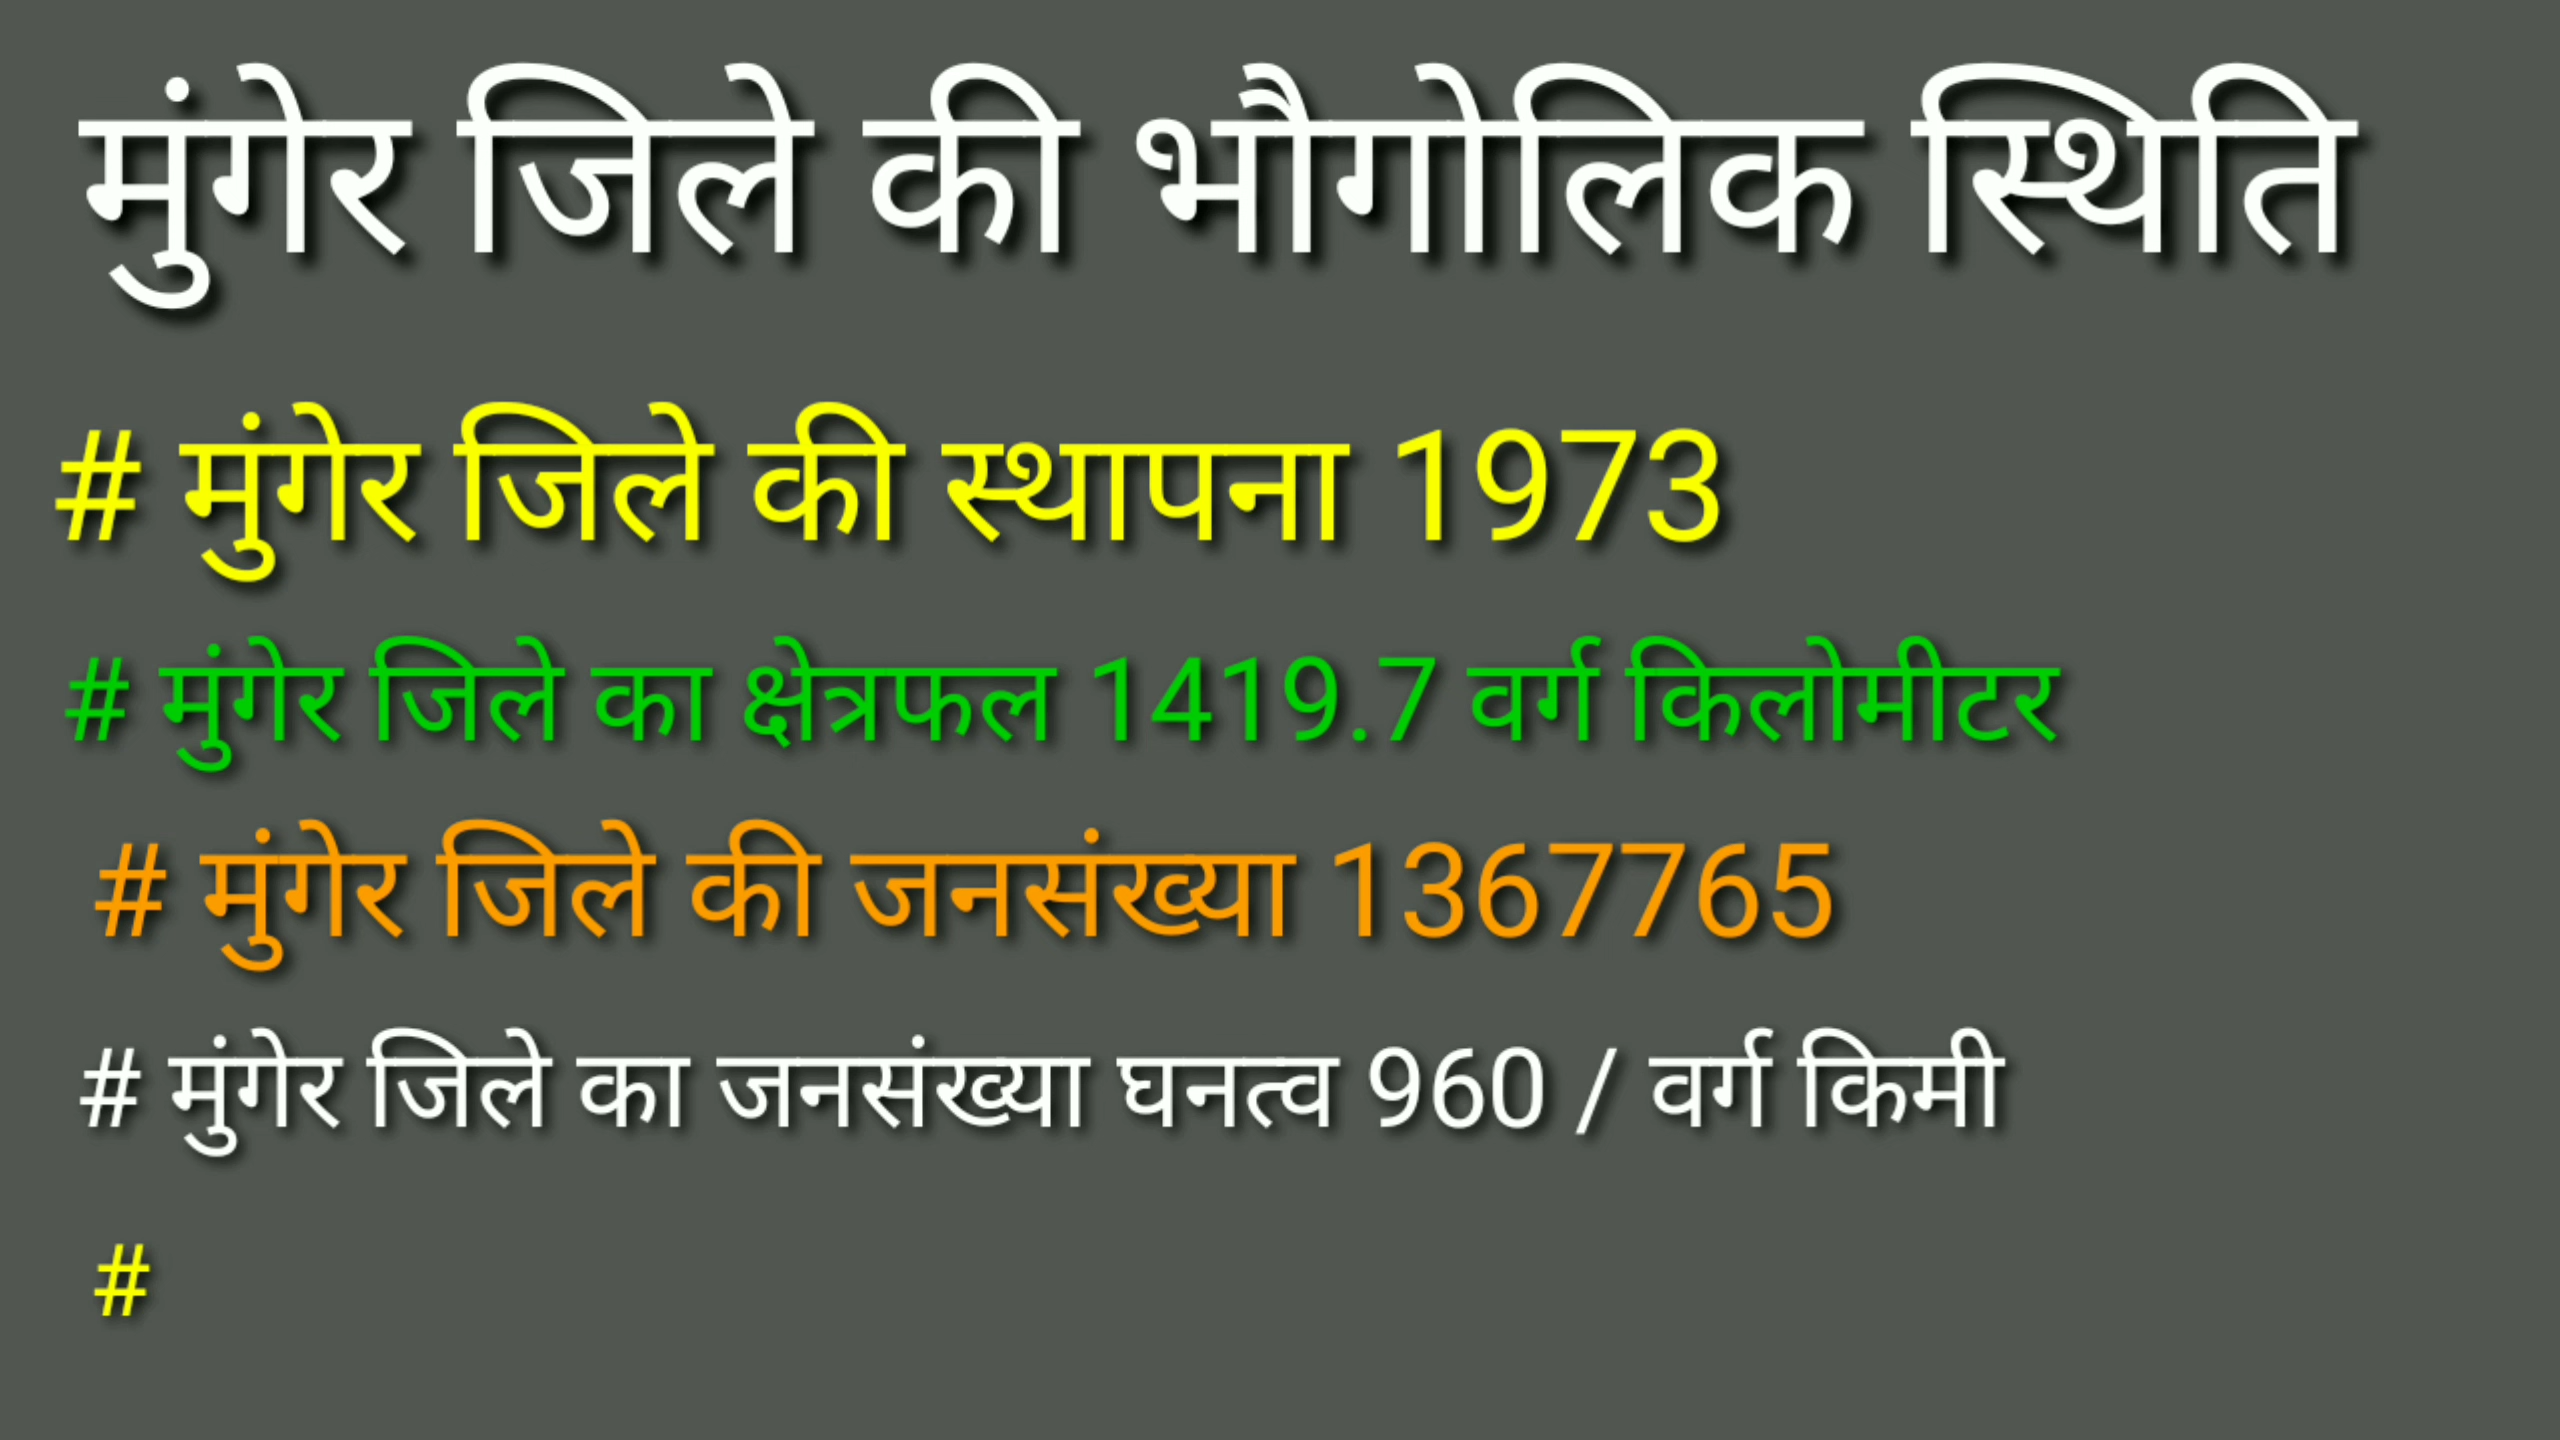 मुंगेर जिले की भौगोलिक स्थिति
# मुंगेर जिले की स्थापना 1973
# मुंगेर जिले का क्षेत्रफल 1419.7 वर्ग किलोमीटर
# मुंगेर जिले की जनसंख्या 1367765
# मुंगेर जिले का जनसंख्या घनत्व 960 / वर्ग किमी
#